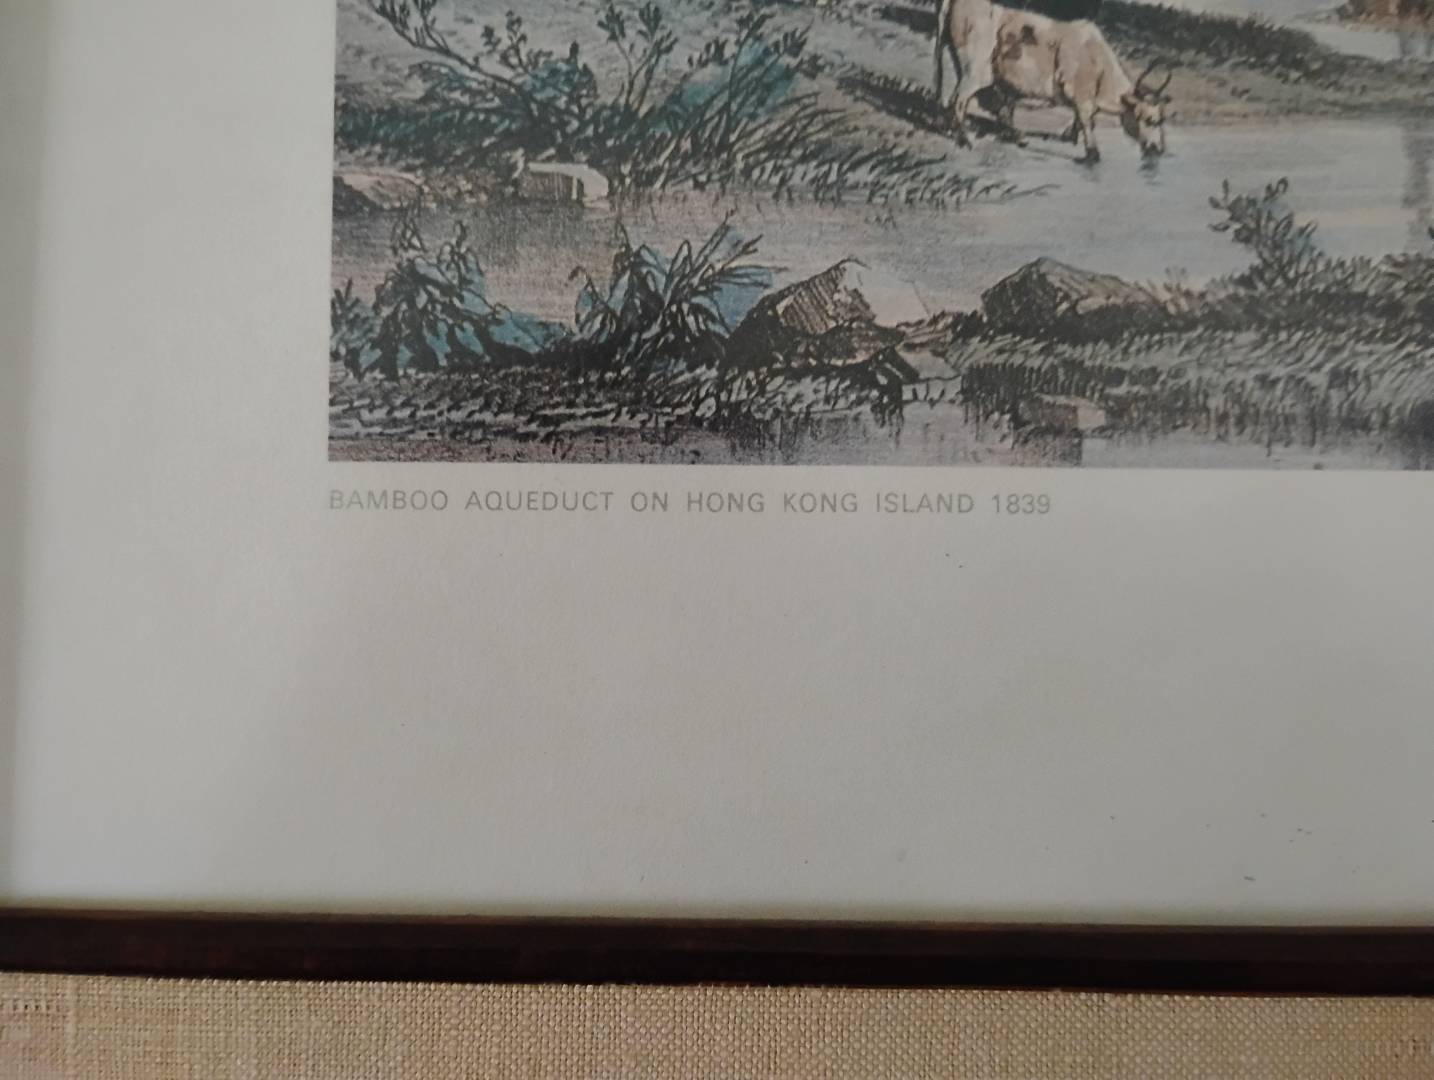 BAMBOO AQUEDUCT ON HONG KONG ISLAND 1839